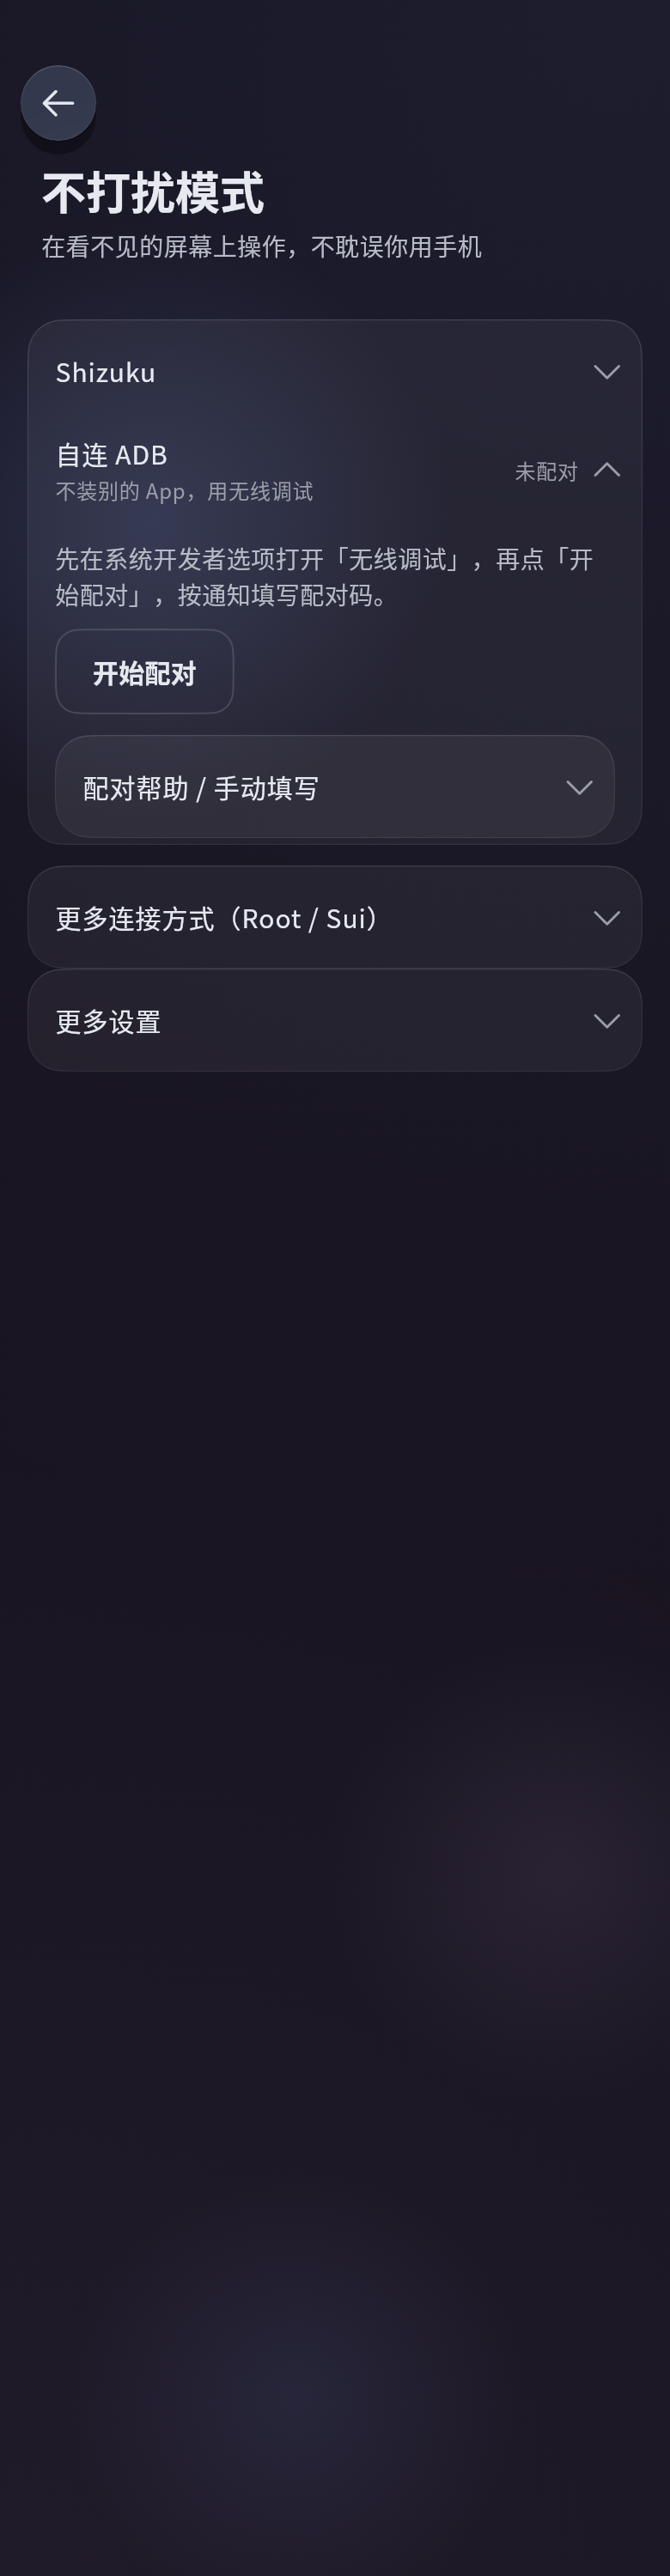 不打扰模式
在看不见的屏幕上操作，不耽误你用手机
Shizuku
自连 ADB
不装别的 App，用无线调试
未配对
先在系统开发者选项打开「无线调试」，再点「开
始配对」，按通知填写配对码。
开始配对
配对帮助 / 手动填写
更多连接方式（Root / Sui）
更多设置